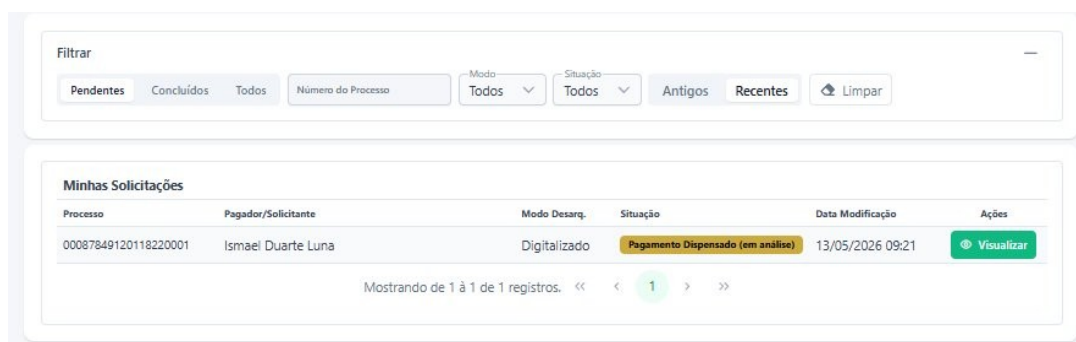 Filtrar
Pendentes Concluídos Todos Número do Processo Modo Todos Situação Todos Antigos Recentes Limpar
Minhas Solicitações
Processo Pagador/Solicitante Modo Desarq. Situação Data Modificação Ações
00087849120118220001 Ismael Duarte Luna Digitalizado Pagamento Dispensado (em análise) 13/05/2026 09:21 Visualizar
Mostrando de 1 à 1 de 1 registros. « ‹ 1 › »